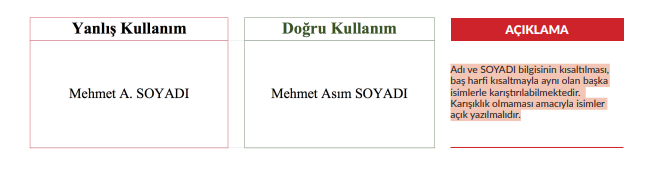 Yanlış Kullanım
Mehmet A. SOYADI
Doğru Kullanım
Mehmet Asım SOYADI
AÇIKLAMA
Adı ve SOYADI bilgisinin kısaltılması,
baş harfi kısaltmayla aynı olan başka
isimlerle karıştırılabilmektedir.
Karışıklık olmaması amacıyla isimler
açık yazılmalıdır.